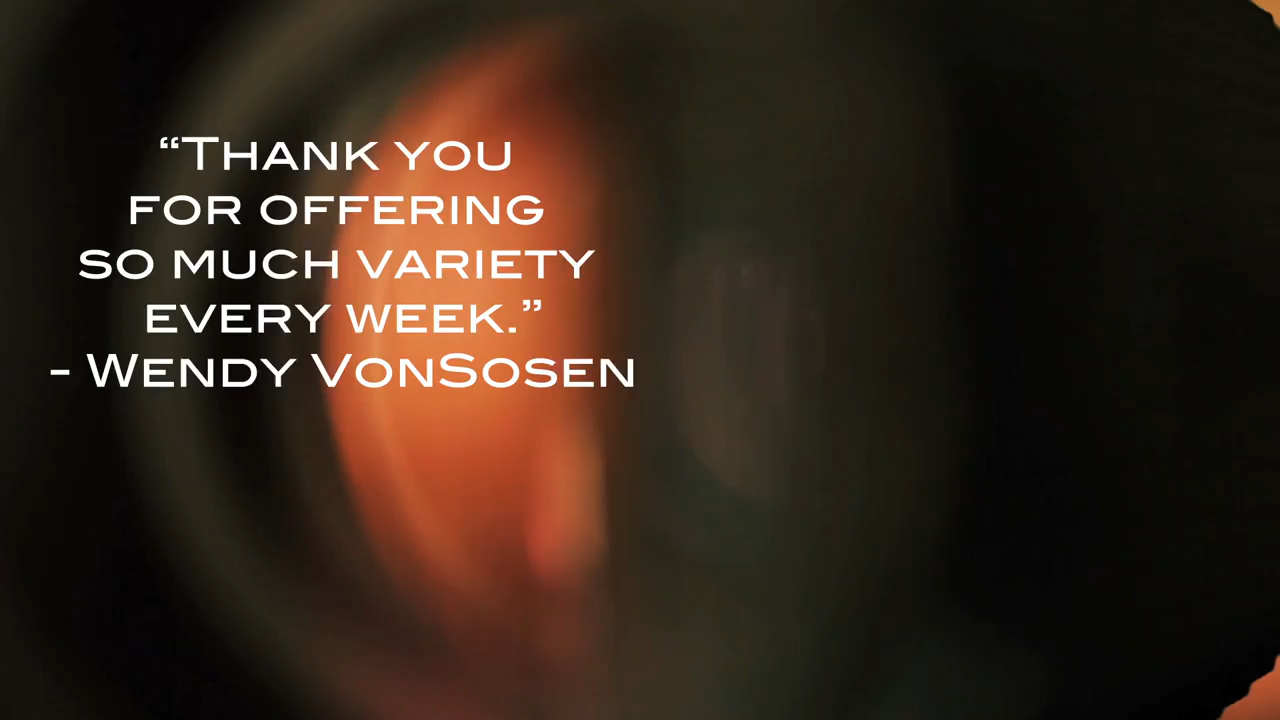 “Thank you
for offering
so much variety
every week.”
- Wendy VonSosen